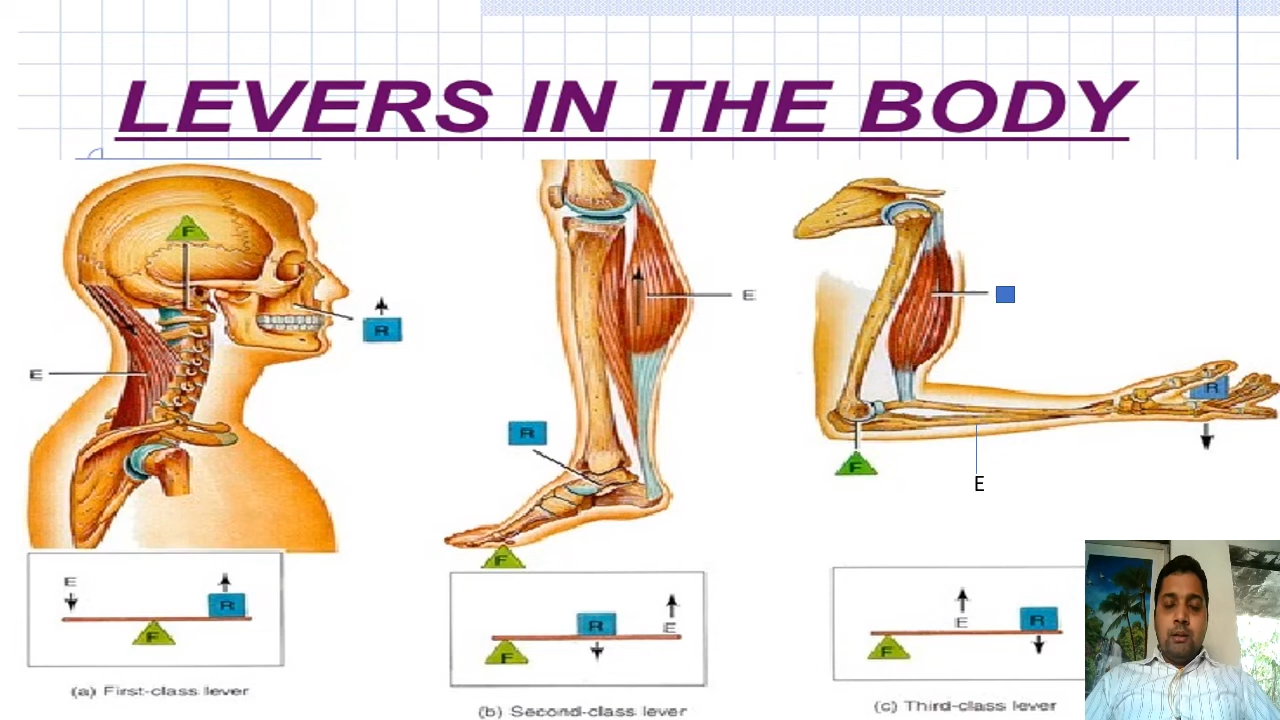 LEVERS IN THE BODY
F
R
E
E
R
F
R
F
E
E
R
F
(a) First-class lever
R
E
F
(b) Second-class lever
E
R
F
(c) Third-class lever